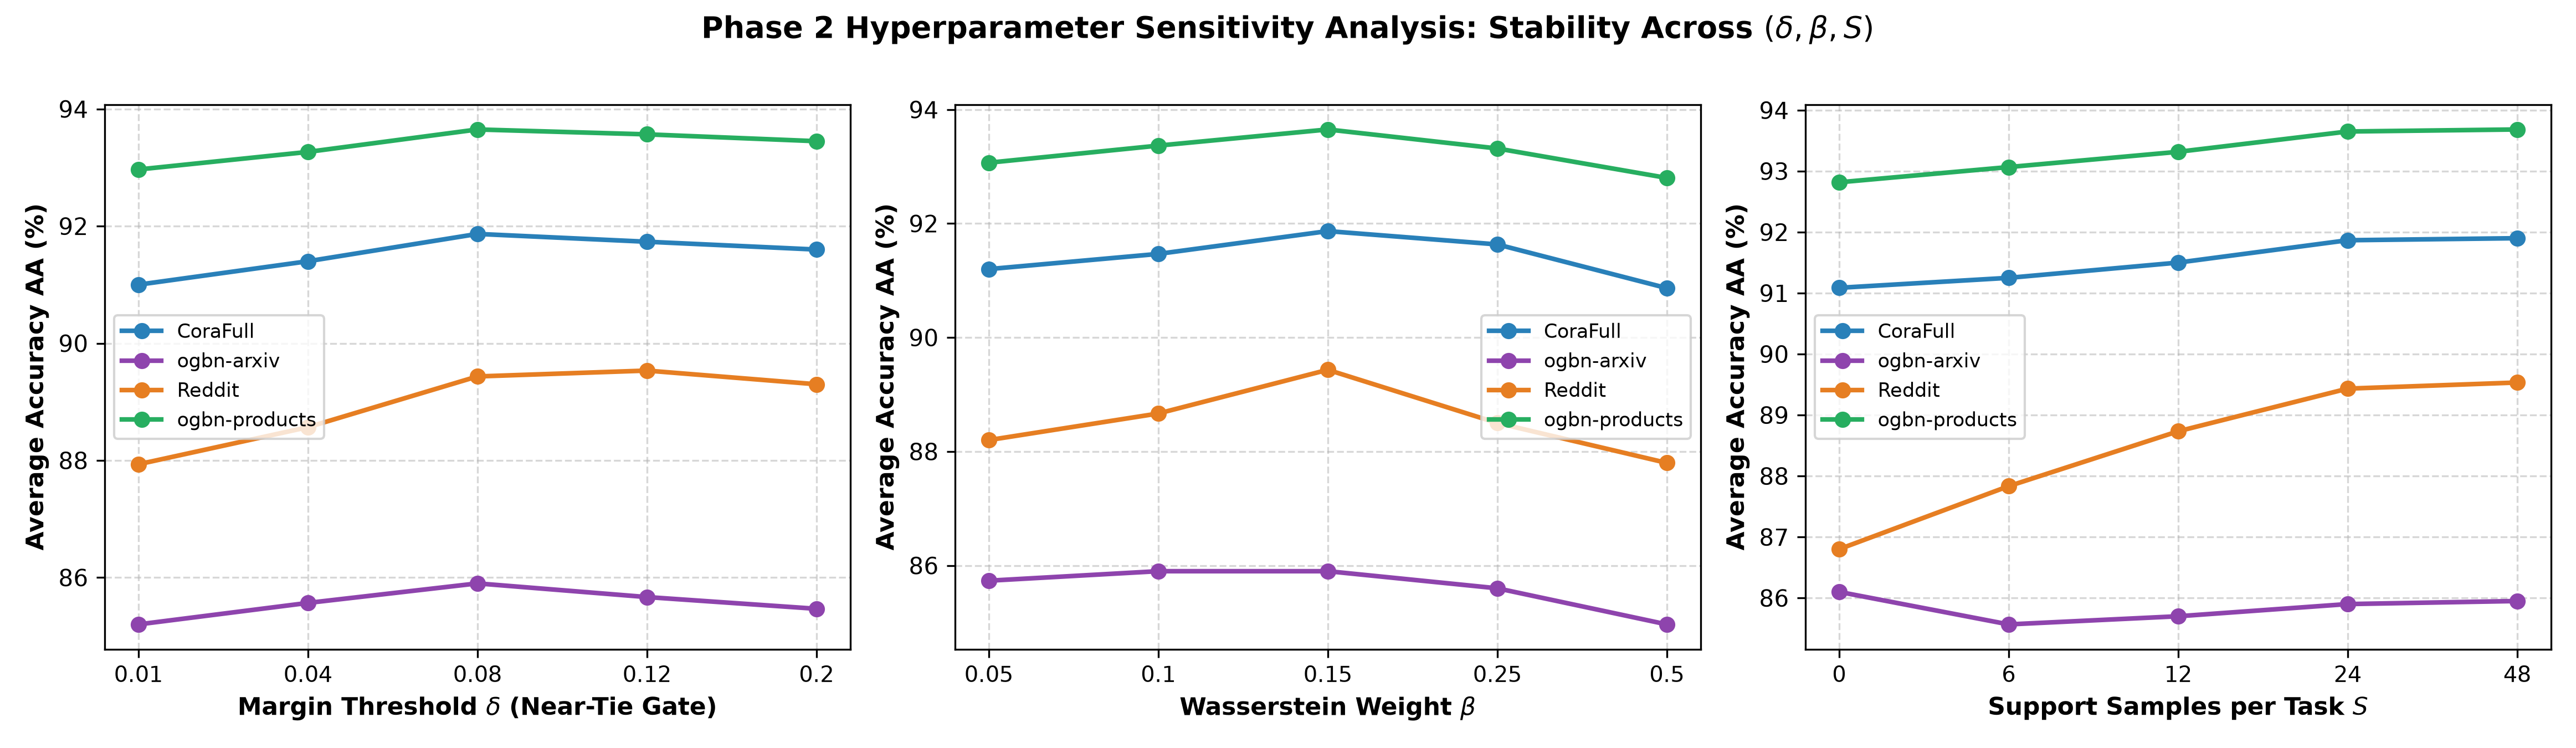 Phase 2 Hyperparameter Sensitivity Analysis: Stability Across (δ, β, S)
Average Accuracy AA (%)
94
92
90
88
86
CoraFull
ogbn-arxiv
Reddit
ogbn-products
0.01 0.04 0.08 0.12 0.2
Margin Threshold δ (Near-Tie Gate)
Average Accuracy AA (%)
94
92
90
88
86
CoraFull
ogbn-arxiv
Reddit
ogbn-products
0.05 0.1 0.15 0.25 0.5
Wasserstein Weight β
Average Accuracy AA (%)
94
93
92
91
90
89
88
87
86
CoraFull
ogbn-arxiv
Reddit
ogbn-products
0 6 12 24 48
Support Samples per Task S